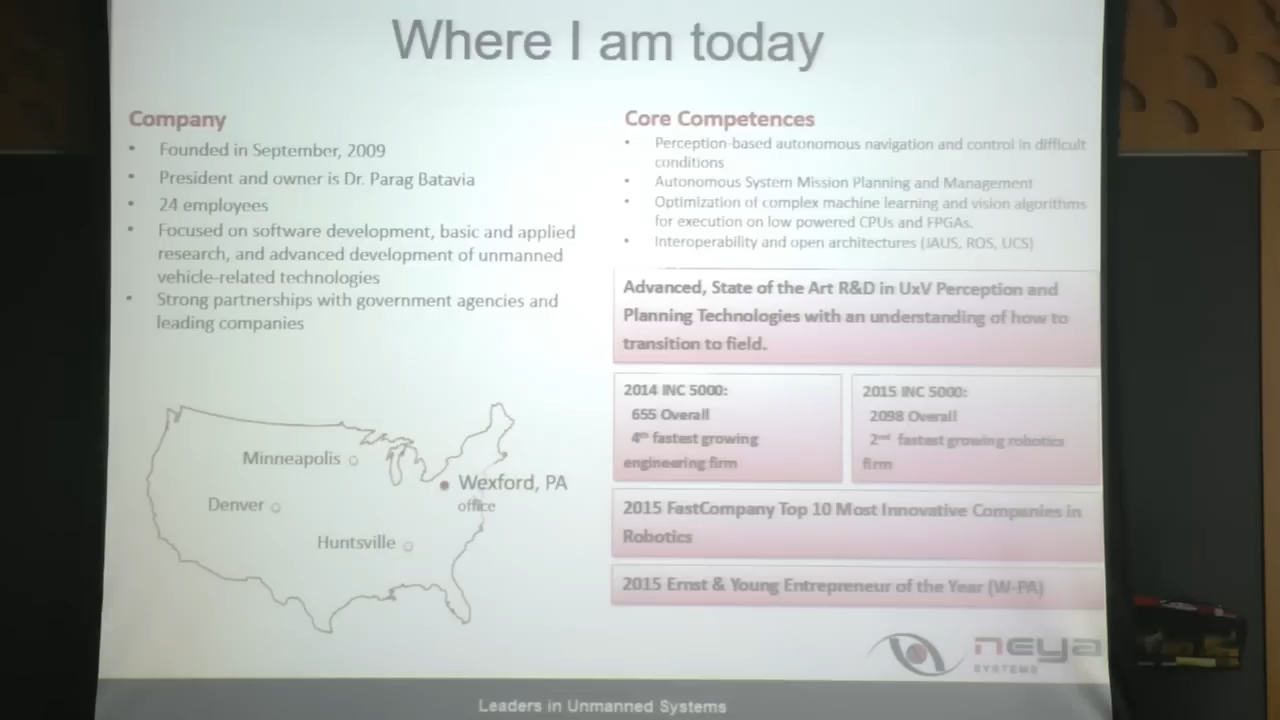 Where I am today
Company
• Founded in September, 2009
• President and owner is Dr. Parag Batavia
• 24 employees
• Focused on software development, basic and applied
research, and advanced development of unmanned
vehicle-related technologies
• Strong partnerships with government agencies and
leading companies
Minneapolis
Wexford, PA
office
Denver
Huntsville
Core Competences
• Perception-based autonomous navigation and control in difficult
conditions
• Autonomous System Mission Planning and Management
• Optimization of complex machine learning and vision algorithms
for execution on low powered CPUs and FPGAs.
• Interoperability and open architectures (JAUS, ROS, UCS)
Advanced, State of the Art R&D in UxV Perception and
Planning Technologies with an understanding of how to
transition to field.
2014 INC 5000:
655 Overall
4th fastest growing
engineering firm
2015 INC 5000:
2098 Overall
2nd fastest growing robotics
firm
2015 FastCompany Top 10 Most Innovative Companies in
Robotics
2015 Ernst & Young Entrepreneur of the Year (W-PA)
neya
SYSTEMS
Leaders in Unmanned Systems